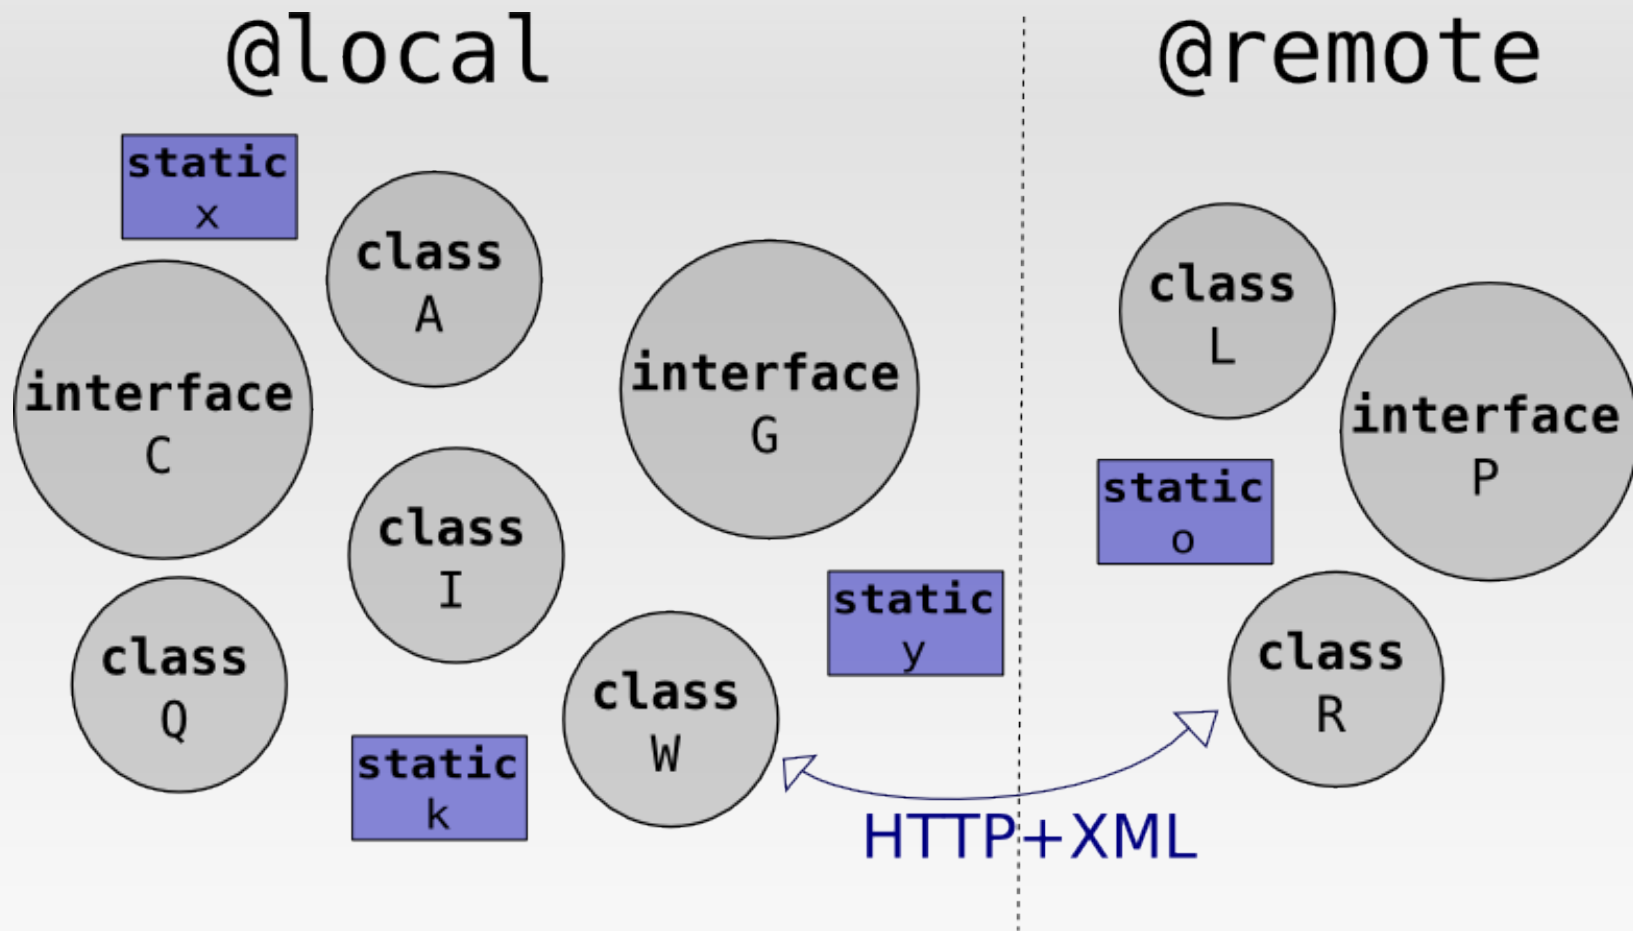 @local
@remote
static
x
class
A
interface
C
interface
G
class
I
class
Q
static
k
class
W
static
y
class
L
interface
P
static
o
class
R
HTTP+XML